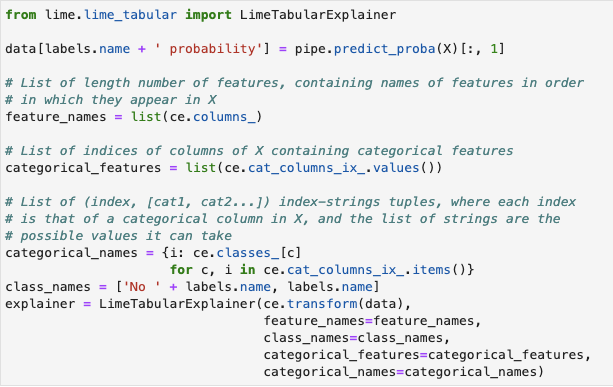 from lime.lime_tabular import LimeTabularExplainer
data[labels.name + ' probability'] = pipe.predict_proba(X)[:, 1]
# List of length number of features, containing names of features in order
# in which they appear in X
feature_names = list(ce.columns_)
# List of indices of columns of X containing categorical features
categorical_features = list(ce.cat_columns_ix_.values())
# List of (index, [cat1, cat2...]) index-strings tuples, where each index
# is that of a categorical column in X, and the list of strings are the
# possible values it can take
categorical_names = {i: ce.classes_[c]
                     for c, i in ce.cat_columns_ix_.items()}
class_names = ['No ' + labels.name, labels.name]
explainer = LimeTabularExplainer(ce.transform(data),
                                 feature_names=feature_names,
                                 class_names=class_names,
                                 categorical_features=categorical_features,
                                 categorical_names=categorical_names)